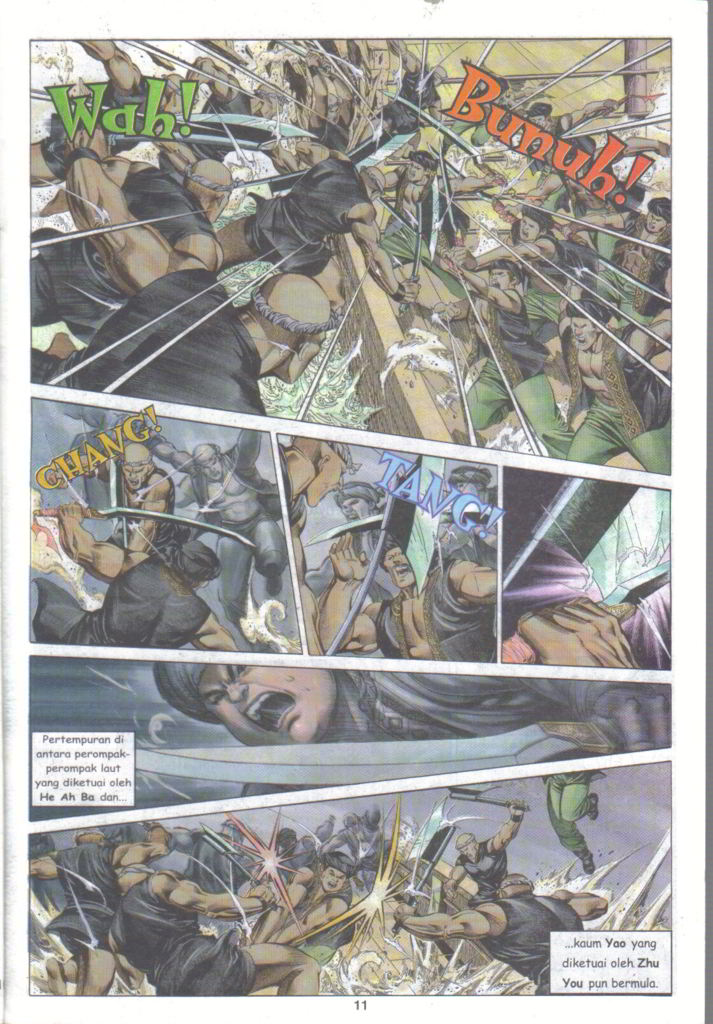 Wah!
Bunuh!
CHANG!
TANG!
Pertempuran di
antara perompak-
perompak laut
yang diketuai oleh
He Ah Ba dan...
...kaum Yao yang
diketuai oleh Zhu
You pun bermula.
11